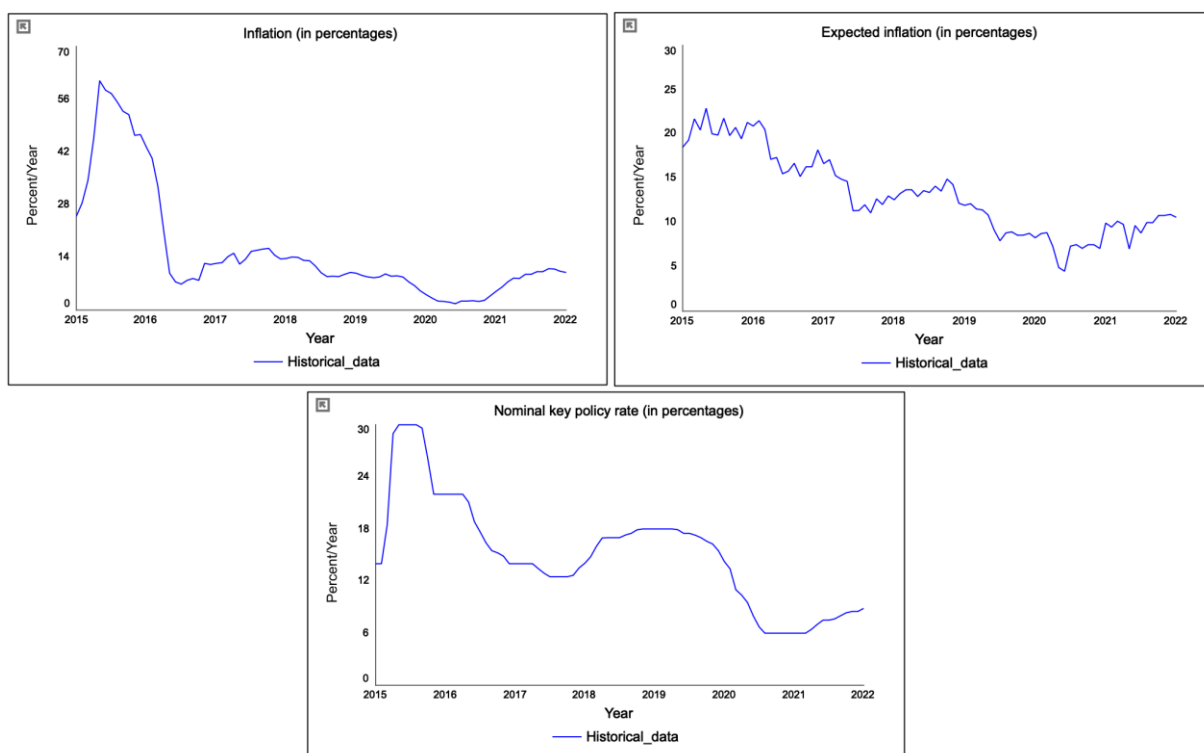 Inflation (in percentages)
70
56
42
28
14
0
Percent/Year
2015 2016 2017 2018 2019 2020 2021 2022
Year
Historical_data
Expected inflation (in percentages)
30
25
20
15
10
5
0
Percent/Year
2015 2016 2017 2018 2019 2020 2021 2022
Year
Historical_data
Nominal key policy rate (in percentages)
30
24
18
12
6
0
Percent/Year
2015 2016 2017 2018 2019 2020 2021 2022
Year
Historical_data